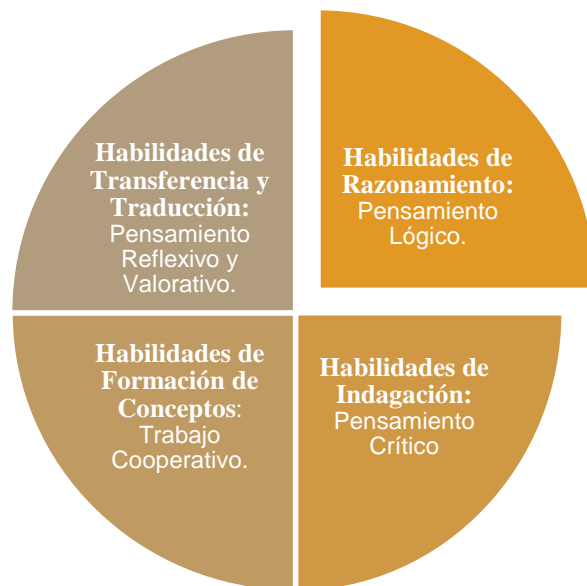 Habilidades de
Transferencia y
Traducción:
Pensamiento
Reflexivo y
Valorativo.
Habilidades de
Razonamiento:
Pensamiento
Lógico.
Habilidades de
Formación de
Conceptos:
Trabajo
Cooperativo.
Habilidades de
Indagación:
Pensamiento
Crítico